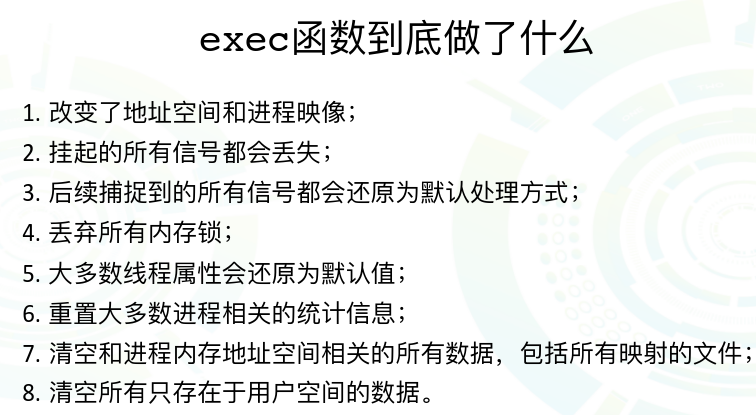 exec函数到底做了什么
1. 改变了地址空间和进程映像；
2. 挂起的所有信号都会丢失；
3. 后续捕捉到的所有信号都会还原为默认处理方式；
4. 丢弃所有内存锁；
5. 大多数线程属性会还原为默认值；
6. 重置大多数进程相关的统计信息；
7. 清空和进程内存地址空间相关的所有数据，包括所有映射的文件；
8. 清空所有只存在于用户空间的数据。